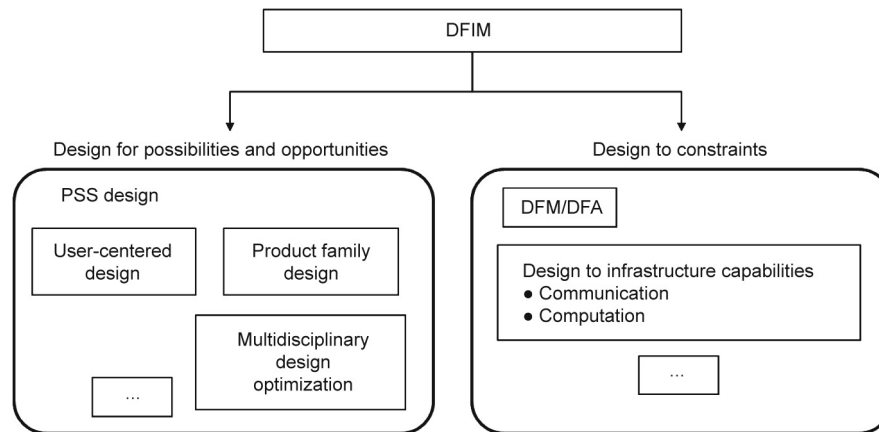 DFIM
Design for possibilities and opportunities
Design to constraints
PSS design
User-centered
design
Product family
design
Multidisciplinary
design
optimization
...
DFM/DFA
Design to infrastructure capabilities
● Communication
● Computation
...